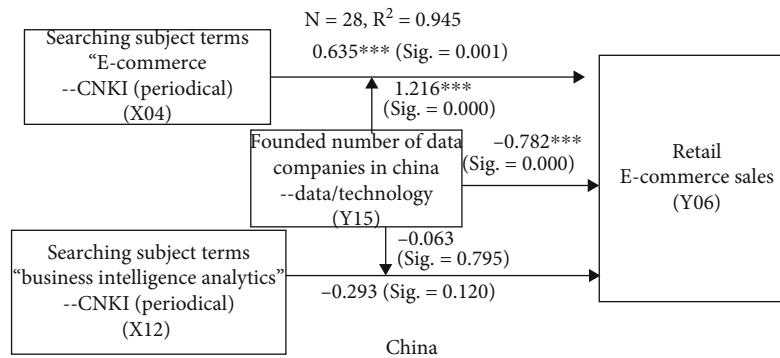 N = 28, R² = 0.945
Searching subject terms
“E-commerce
--CNKI (periodical)
(X04)
0.635*** (Sig. = 0.001)
1.216***
(Sig. = 0.000)
Founded number of data
companies in china
--data/technology
(Y15)
–0.782***
(Sig. = 0.000)
Retail
E-commerce sales
(Y06)
–0.063
(Sig. = 0.795)
Searching subject terms
“business intelligence analytics”
--CNKI (periodical)
(X12)
–0.293 (Sig. = 0.120)
China